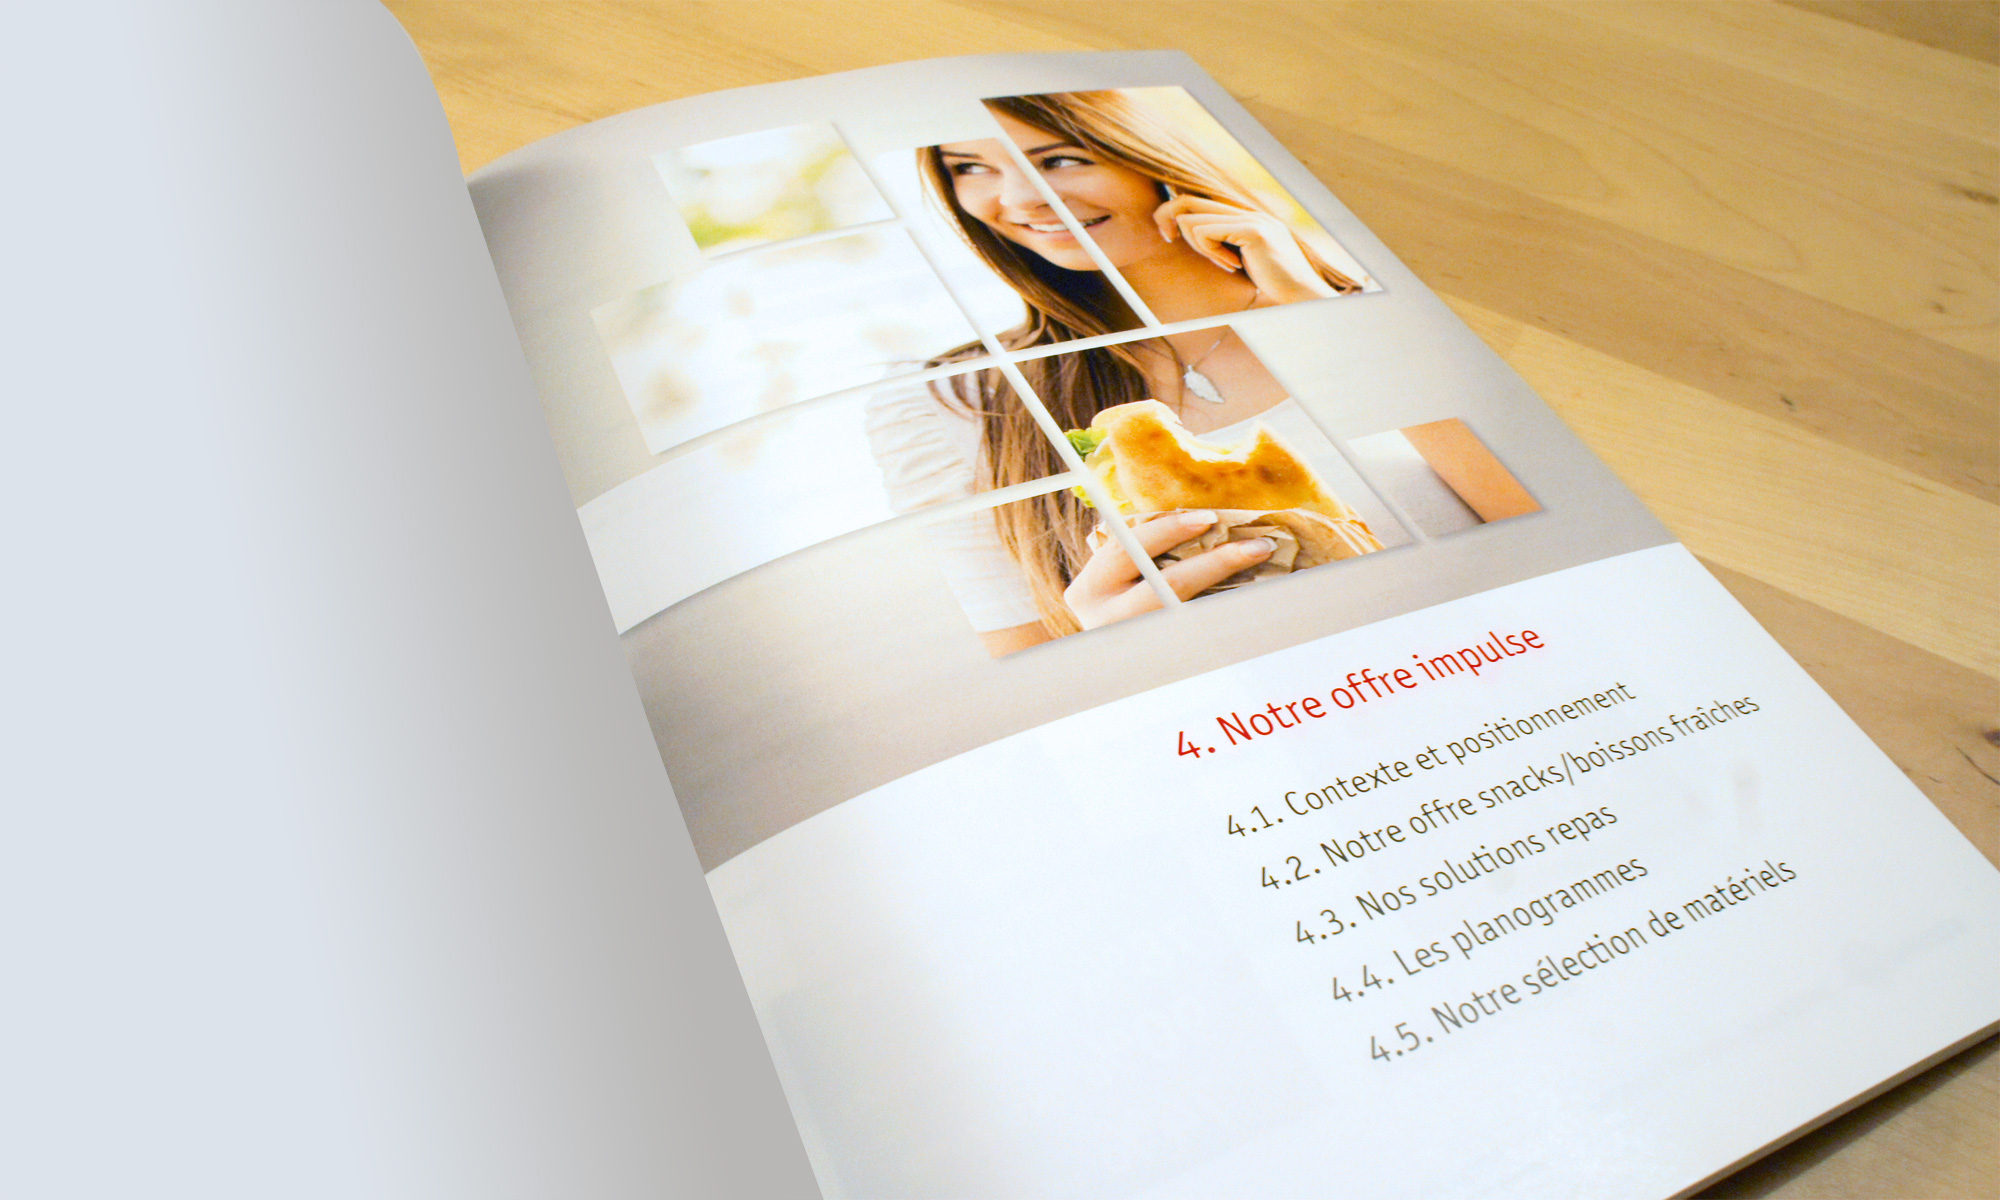 4. Notre offre impulse
4.1. Contexte et positionnement
4.2. Notre offre snacks/boissons fraîches
4.3. Nos solutions repas
4.4. Les planogrammes
4.5. Notre sélection de matériels